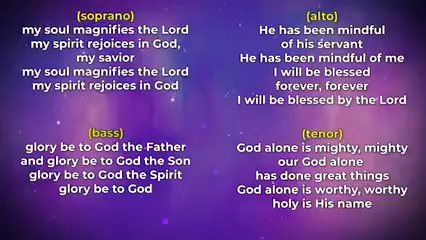 (soprano)
my soul magnifies the Lord
my spirit rejoices in God,
my savior
my soul magnifies the Lord
my spirit rejoices in God
(alto)
He has been mindful
of his servant
He has been mindful of me
I will be blessed
forever, forever
I will be blessed by the Lord
(bass)
glory be to God the Father
and glory be to God the Son
glory be to God the Spirit
glory be to God
(tenor)
God alone is mighty, mighty
our God alone
has done great things
God alone is worthy, worthy
holy is His name